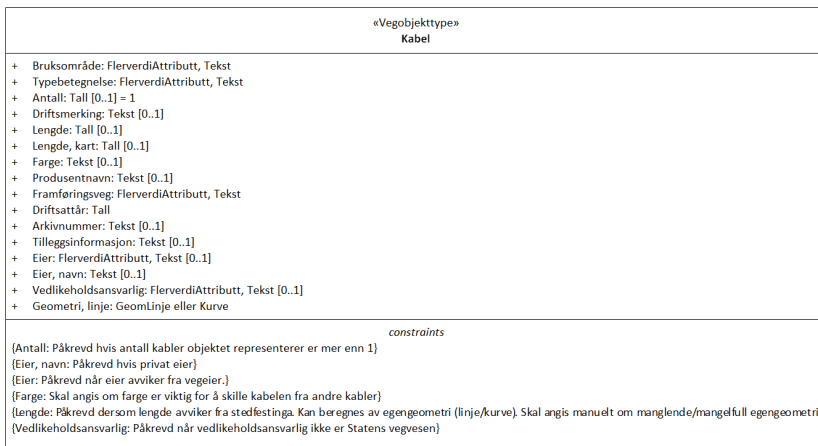 «Vegobjekttype»
Kabel
+ Bruksområde: FlerverdiAttributt, Tekst
+ Typebetegnelse: FlerverdiAttributt, Tekst
+ Antall: Tall [0..1] = 1
+ Driftsmerking: Tekst [0..1]
+ Lengde: Tall [0..1]
+ Lengde, kart: Tall [0..1]
+ Farge: Tekst [0..1]
+ Produsentnavn: Tekst [0..1]
+ Framføringsveg: FlerverdiAttributt, Tekst
+ Driftsattår: Tall
+ Arkivnummer: Tekst [0..1]
+ Tilleggsinformasjon: Tekst [0..1]
+ Eier: FlerverdiAttributt, Tekst [0..1]
+ Eier, navn: Tekst [0..1]
+ Vedlikeholdsansvarlig: FlerverdiAttributt, Tekst [0..1]
+ Geometri, linje: GeomLinje eller Kurve
constraints
{Antall: Påkrevd hvis antall kabler objektet representerer er mer enn 1}
{Eier, navn: Påkrevd hvis privat eier}
{Eier: Påkrevd når eier avviker fra vegeier.}
{Farge: Skal angis om farge er viktig for å skille kabelen fra andre kabler}
{Lengde: Påkrevd dersom lengde avviker fra stedfestinga. Kan beregnes av egengeometri (linje/kurve). Skal angis manuelt om manglende/mangelfull egengeometri
{Vedlikeholdsansvarlig: Påkrevd når vedlikeholdsansvarlig ikke er Statens vegvesen}